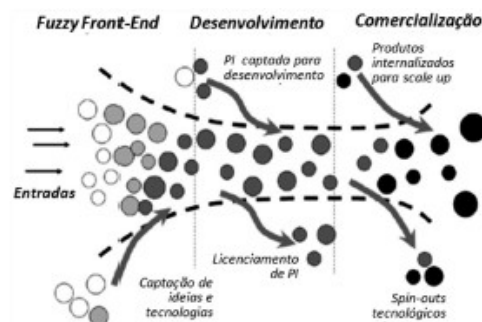 Fuzzy Front-End
Desenvolvimento
Comercialização
PI captada para
desenvolvimento
Produtos
internalizados
para scale up
Entradas
Captação de
ideias e
tecnologias
Licenciamento
de PI
Spin-outs
tecnológicos